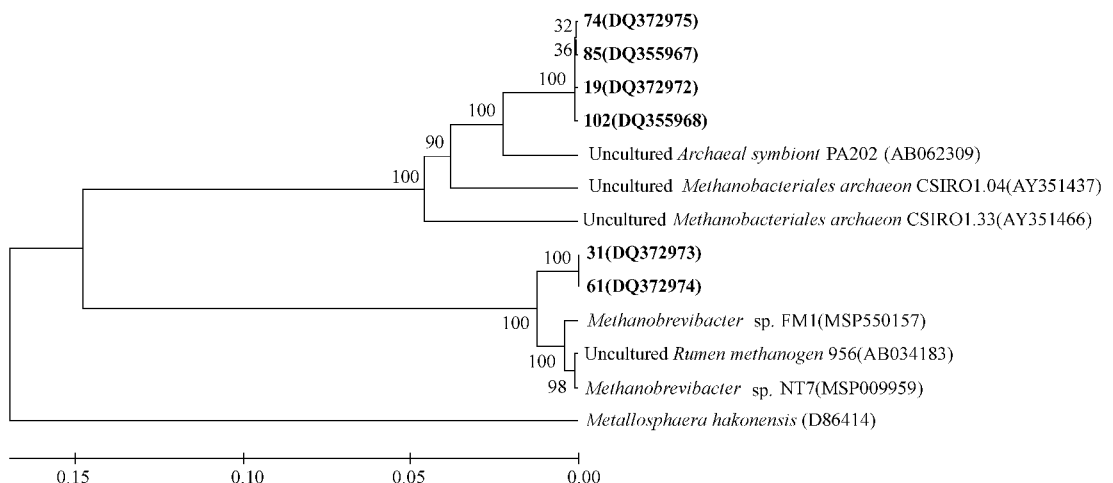 32
74(DQ372975)
36
85(DQ355967)
100
19(DQ372972)
100
102(DQ355968)
90
Uncultured Archaeal symbiont PA202 (AB062309)
100
Uncultured Methanobacteriales archaeon CSIRO1.04(AY351437)
Uncultured Methanobacteriales archaeon CSIRO1.33(AY351466)
100
31(DQ372973)
61(DQ372974)
100
Methanobrevibacter sp. FM1(MSP550157)
100
Uncultured Rumen methanogen 956(AB034183)
98
Methanobrevibacter sp. NT7(MSP009959)
Metallosphaera hakonensis (D86414)
0.15 0.10 0.05 0.00